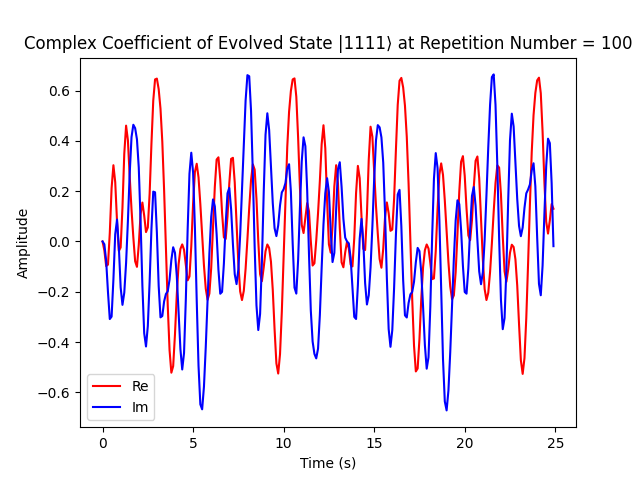 Complex Coefficient of Evolved State |1111⟩ at Repetition Number = 100
Amplitude
0.6
0.4
0.2
0.0
−0.2
−0.4
−0.6
Re
Im
0 5 10 15 20 25
Time (s)